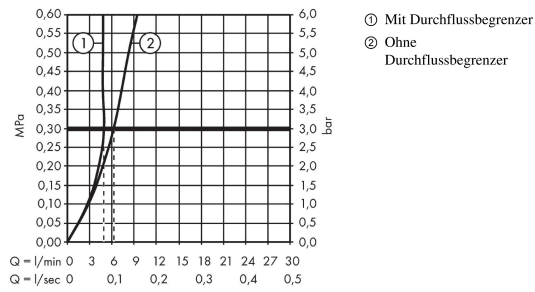 0,60 6,0
0,55 5,5
0,50 5,0
0,45 4,5
0,40 4,0
0,35 3,5
0,30 3,0
0,25 2,5
0,20 2,0
0,15 1,5
0,10 1,0
0,05 0,5
0,00 0,0
MPa
bar
1 2
Q = l/min 0 3 6 9 12 15 18 21 24 27 30
Q = l/sec 0 0,1 0,2 0,3 0,4 0,5
① Mit Durchflussbegrenzer
② Ohne
Durchflussbegrenzer